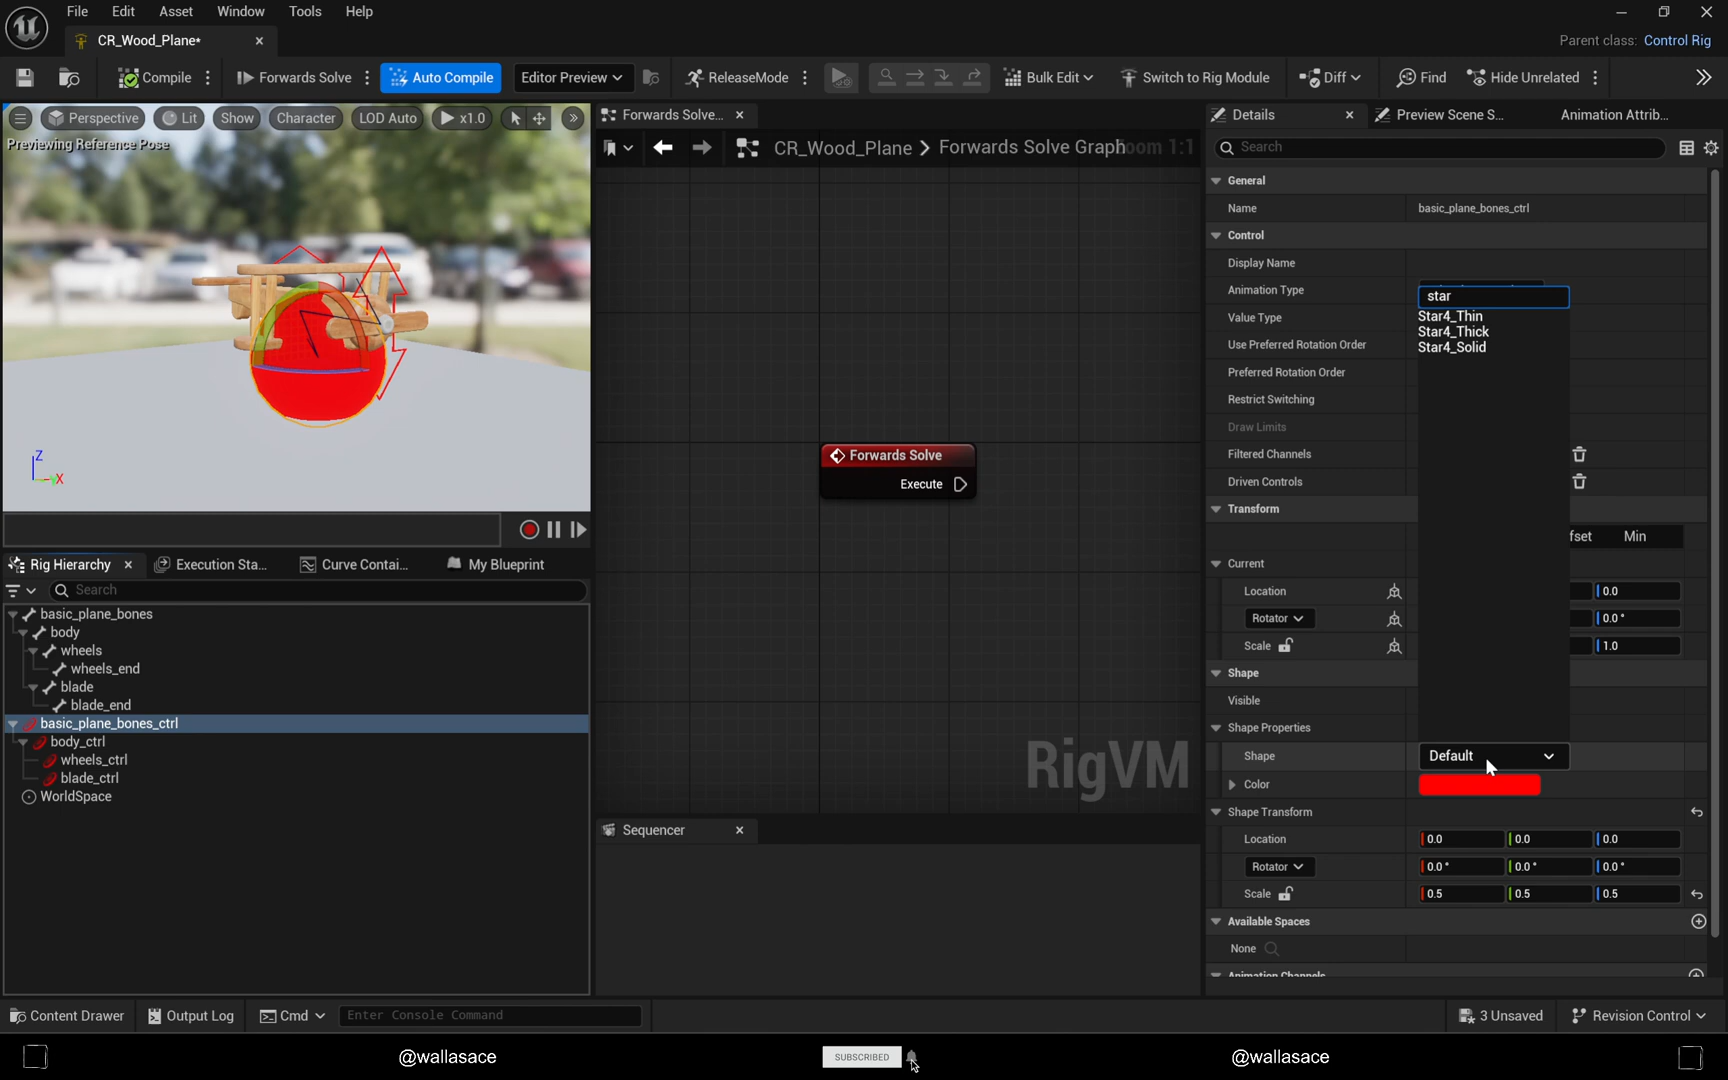 File Edit Asset Window Tools Help
CR_Wood_Plane*
Parent class: Control Rig
Compile Forwards Solve Auto Compile Editor Preview ReleaseMode Bulk Edit Switch to Rig Module Diff Find Hide Unrelated
Perspective Lit Show Character LOD Auto x1.0
Previewing Reference Pose
Z
X
Forwards Solve...
CR_Wood_Plane > Forwards Solve Graph
oom 1:1
Forwards Solve
Execute
RigVM
Sequencer
Rig Hierarchy Execution Sta... Curve Contai... My Blueprint
Search
basic_plane_bones
body
wheels
wheels_end
blade
blade_end
basic_plane_bones_ctrl
body_ctrl
wheels_ctrl
blade_ctrl
WorldSpace
Details Preview Scene S... Animation Attrib...
Search
General
Name basic_plane_bones_ctrl
Control
Display Name
Animation Type
star
Value Type
Star4_Thin
Star4_Thick
Star4_Solid
Use Preferred Rotation Order
Preferred Rotation Order
Restrict Switching
Draw Limits
Filtered Channels
Driven Controls
Transform
fset Min
Current
Location 0.0
Rotator 0.0 °
Scale 1.0
Shape
Visible
Shape Properties
Shape Default
Color
Shape Transform
Location 0.0 0.0 0.0
Rotator 0.0 ° 0.0 ° 0.0 °
Scale 0.5 0.5 0.5
Available Spaces
None
Animation Channels
Content Drawer Output Log Cmd Enter Console Command 3 Unsaved Revision Control
@wallasace SUBSCRIBED @wallasace